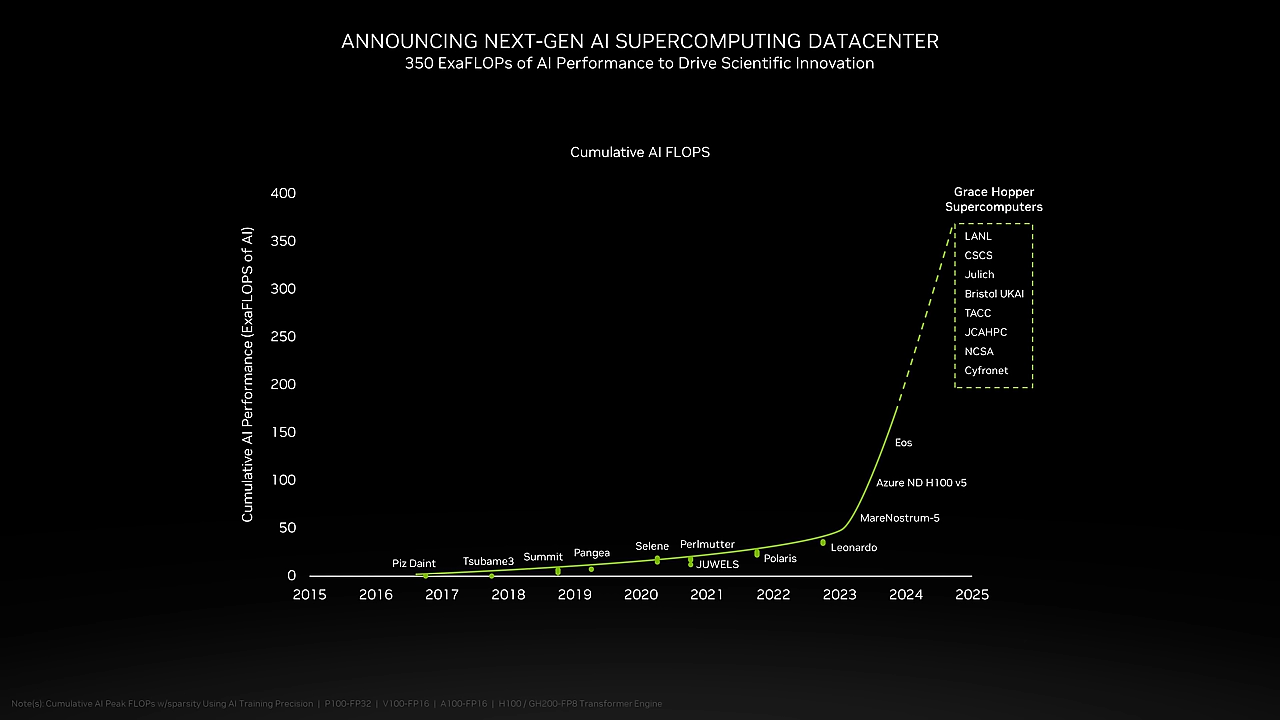 ANNOUNCING NEXT-GEN AI SUPERCOMPUTING DATACENTER
350 ExaFLOPs of AI Performance to Drive Scientific Innovation
Cumulative AI FLOPS
Cumulative AI Performance (ExaFLOPS of AI)
400
350
300
250
200
150
100
50
0
Grace Hopper
Supercomputers
LANL
CSCS
Julich
Bristol UKAI
TACC
JCAHPC
NCSA
Cyfronet
Eos
Azure ND H100 v5
MareNostrum-5
Leonardo
Polaris
Perlmutter
JUWELS
Selene
Pangea
Summit
Tsubame3
Piz Daint
2015 2016 2017 2018 2019 2020 2021 2022 2023 2024 2025
Note(s): Cumulative AI Peak FLOPs w/sparsity Using AI Training Precision | P100-FP32 | V100-FP16 | A100-FP16 | H100 / GH200-FP8 Transformer Engine